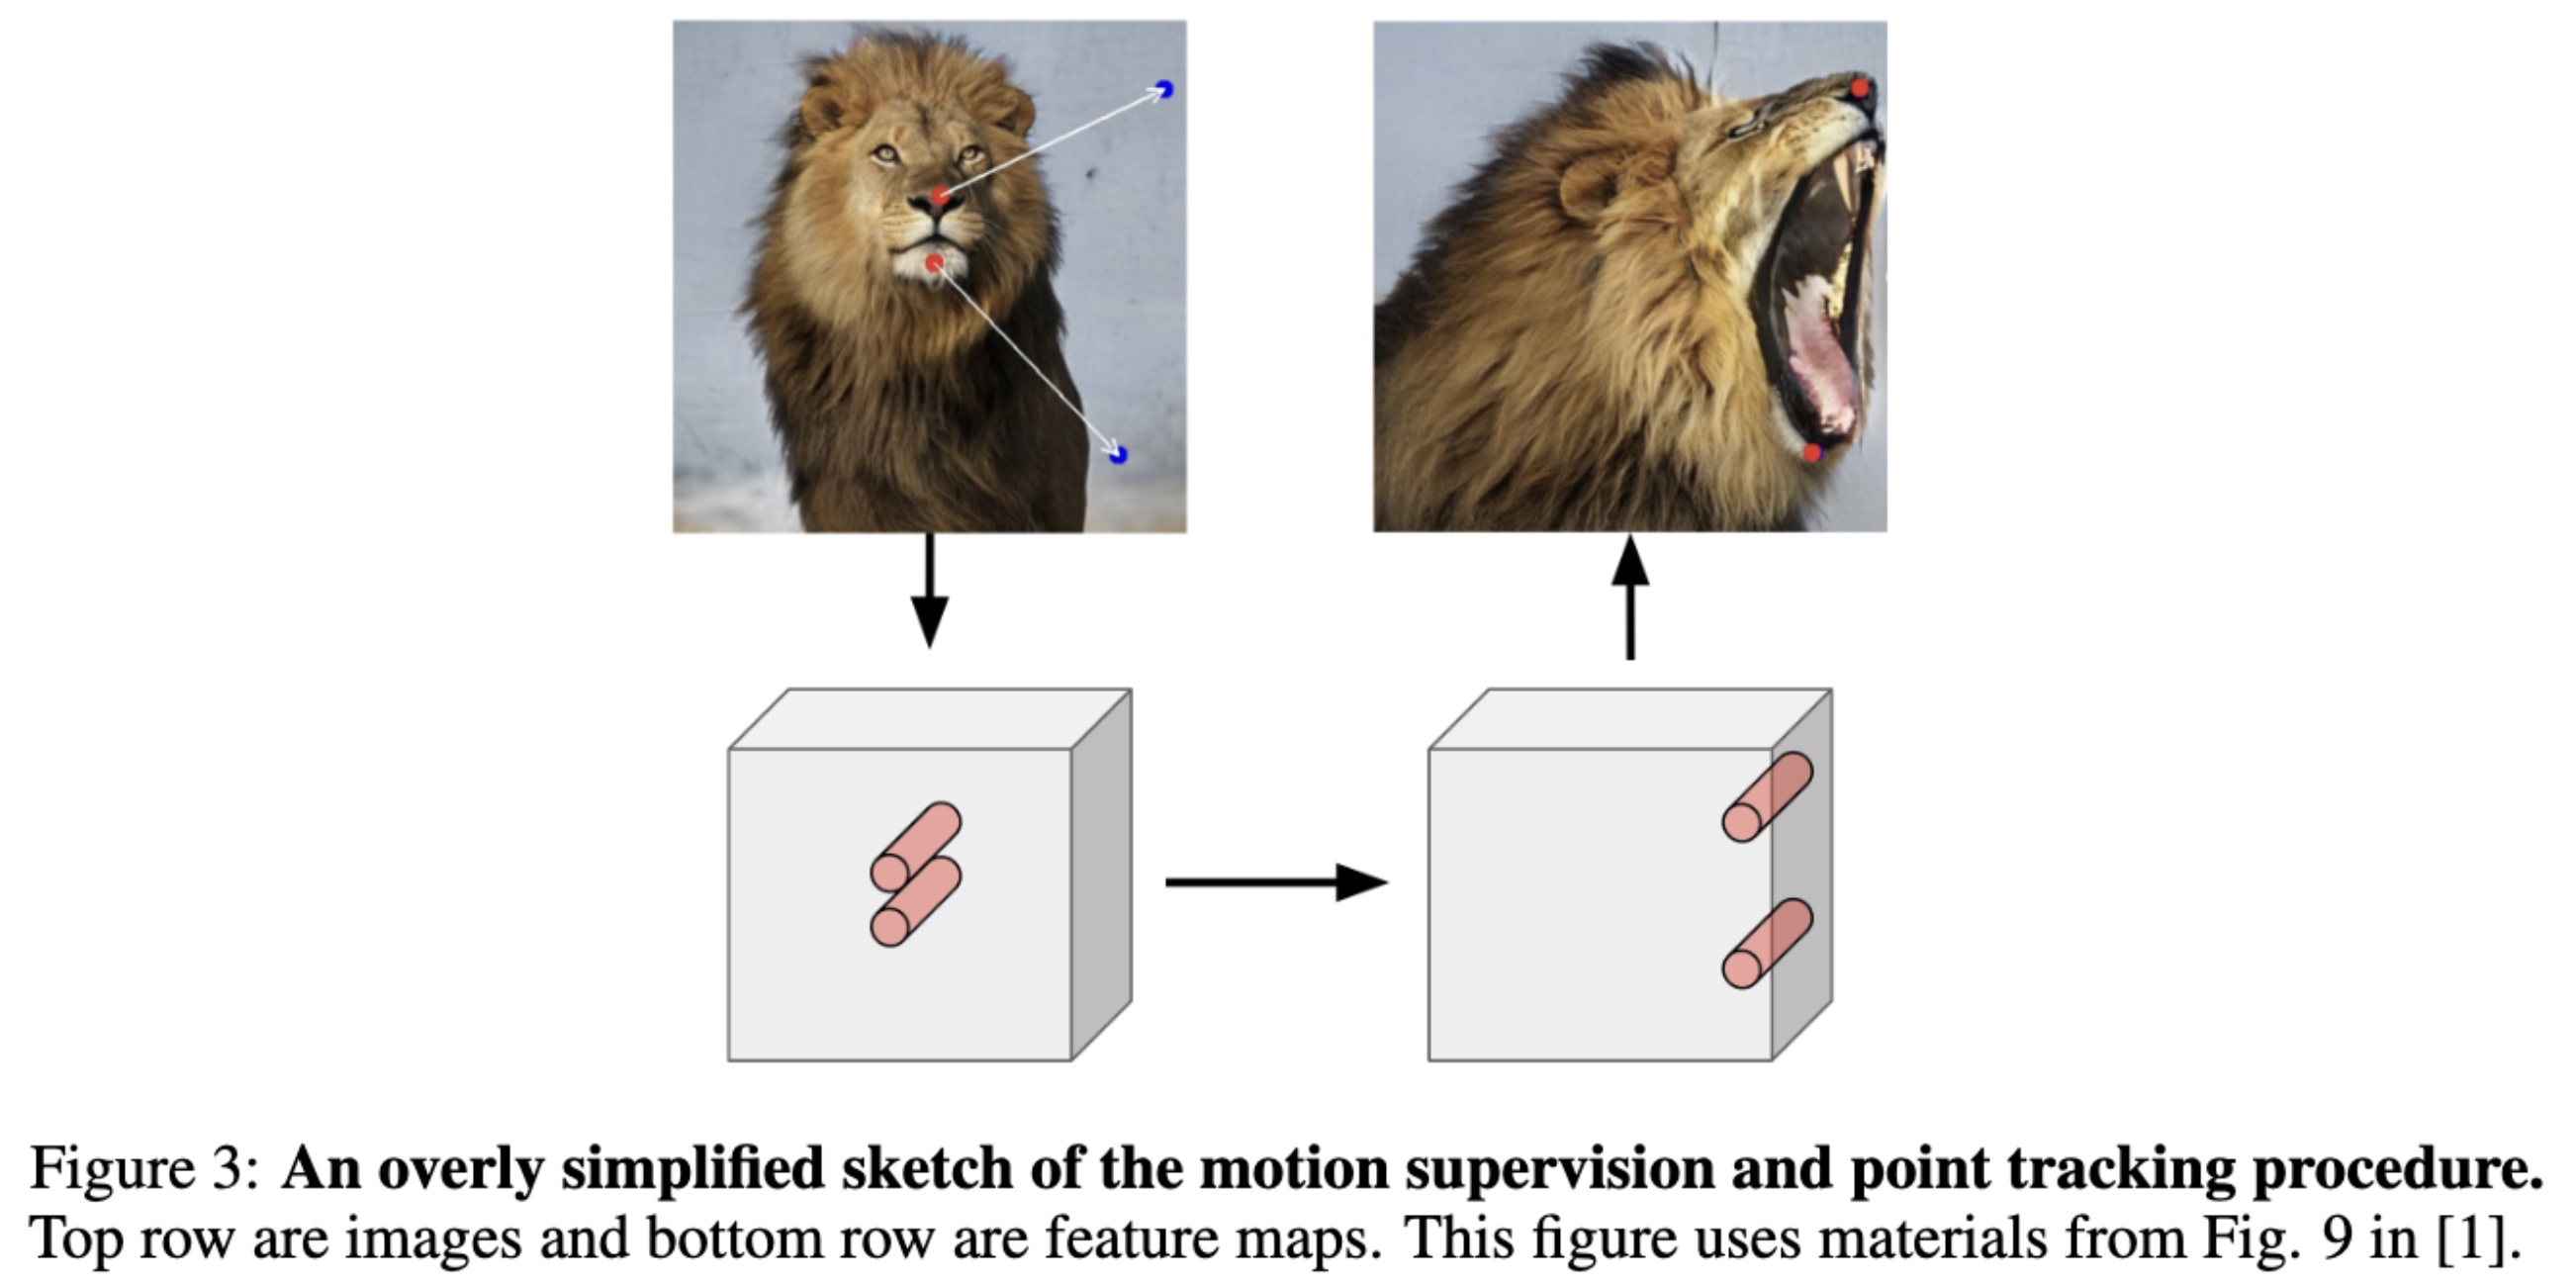 Figure 3: An overly simplified sketch of the motion supervision and point tracking procedure.
Top row are images and bottom row are feature maps. This figure uses materials from Fig. 9 in [1].